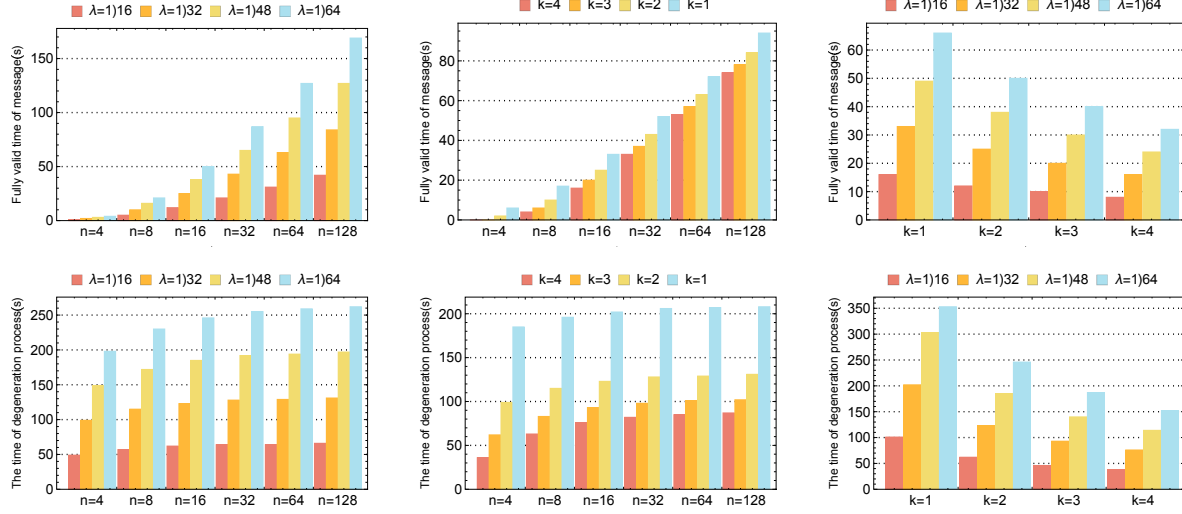 λ=1)16 λ=1)32 λ=1)48 λ=1)64
Fully valid time of message(s)
150
100
50
0
n=4 n=8 n=16 n=32 n=64 n=128
k=4 k=3 k=2 k=1
Fully valid time of message(s)
80
60
40
20
0
n=4 n=8 n=16 n=32 n=64 n=128
λ=1)16 λ=1)32 λ=1)48 λ=1)64
Fully valid time of message(s)
60
50
40
30
20
10
0
k=1 k=2 k=3 k=4
λ=1)16 λ=1)32 λ=1)48 λ=1)64
The time of degeneration process(s)
250
200
150
100
50
0
n=4 n=8 n=16 n=32 n=64 n=128
k=4 k=3 k=2 k=1
The time of degeneration process(s)
200
150
100
50
0
n=4 n=8 n=16 n=32 n=64 n=128
λ=1)16 λ=1)32 λ=1)48 λ=1)64
The time of degeneration process(s)
350
300
250
200
150
100
50
0
k=1 k=2 k=3 k=4